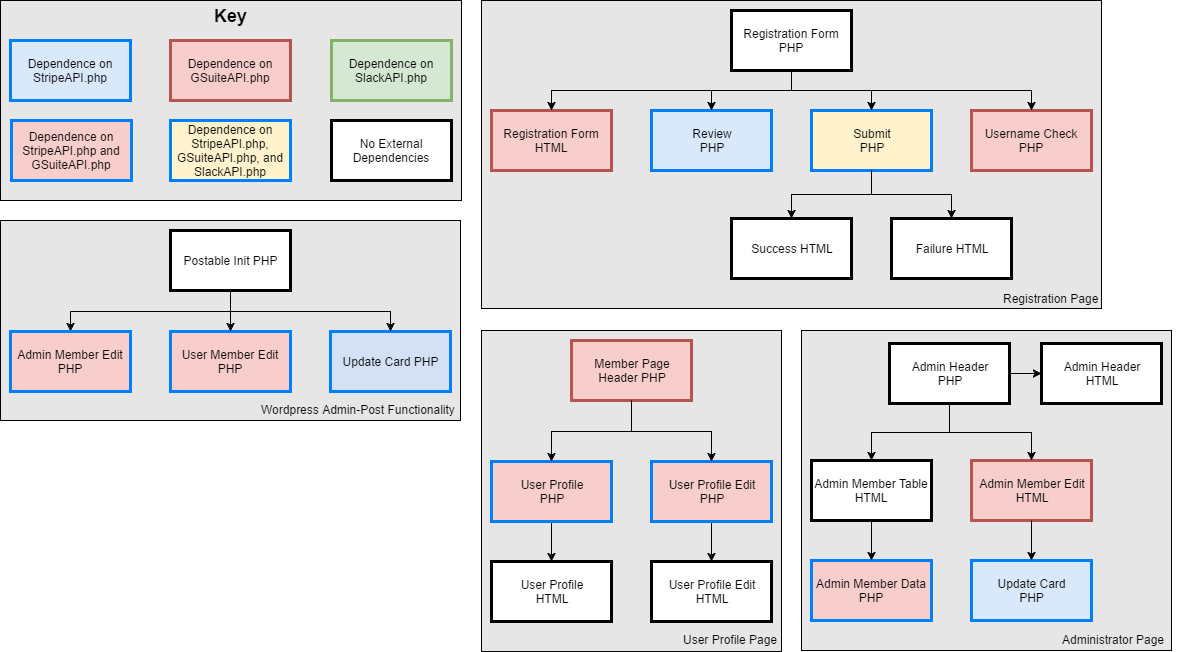 Key
Dependence on
StripeAPI.php
Dependence on
GSuiteAPI.php
Dependence on
SlackAPI.php
Dependence on
StripeAPI.php and
GSuiteAPI.php
Dependence on
StripeAPI.php,
GSuiteAPI.php, and
SlackAPI.php
No External
Dependencies
Postable Init PHP
Admin Member Edit
PHP
User Member Edit
PHP
Update Card PHP
Wordpress Admin-Post Functionality
Registration Form
PHP
Registration Form
HTML
Review
PHP
Submit
PHP
Username Check
PHP
Success HTML
Failure HTML
Registration Page
Member Page
Header PHP
User Profile
PHP
User Profile Edit
PHP
User Profile
HTML
User Profile Edit
HTML
User Profile Page
Admin Header
PHP
Admin Header
HTML
Admin Member Table
HTML
Admin Member Edit
HTML
Admin Member Data
PHP
Update Card
PHP
Administrator Page